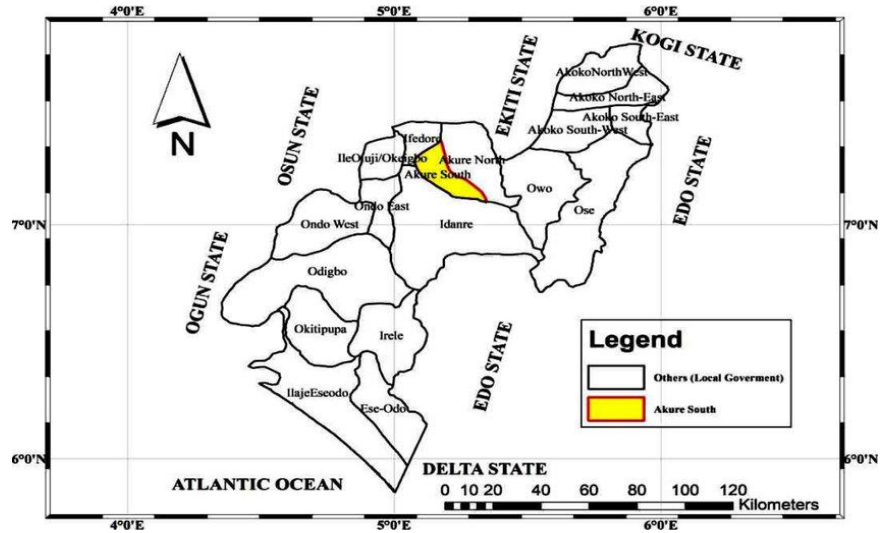 4°0'E 5°0'E 6°0'E
KOGI STATE
EKITI STATE
OSUN STATE
N
AkokoNorthWest
Akoko North-East
Akoko South-East
Akoko South-West
Ifedore
IleOluji/Okeigbo
Akure North
Akure South
Owo
Ose
EDO STATE
Ondo East
Ondo West
Idanre
7°0'N 7°0'N
OGUN STATE
Odigbo
Okitipupa
Irele
EDO STATE
Legend
Others (Local Goverment)
Akure South
IlajeEseodo
Ese-Odo
6°0'N 6°0'N
DELTA STATE
ATLANTIC OCEAN
0 10 20 40 60 80 100 120
Kilometers
4°0'E 5°0'E 6°0'E